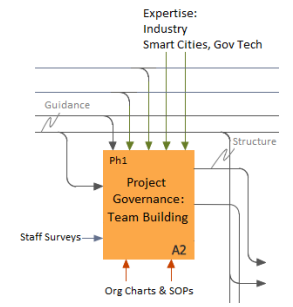 Expertise:
Industry
Smart Cities, Gov Tech
Guidance
Structure
Ph1
Project
Governance:
Team Building
A2
Staff Surveys
Org Charts & SOPs